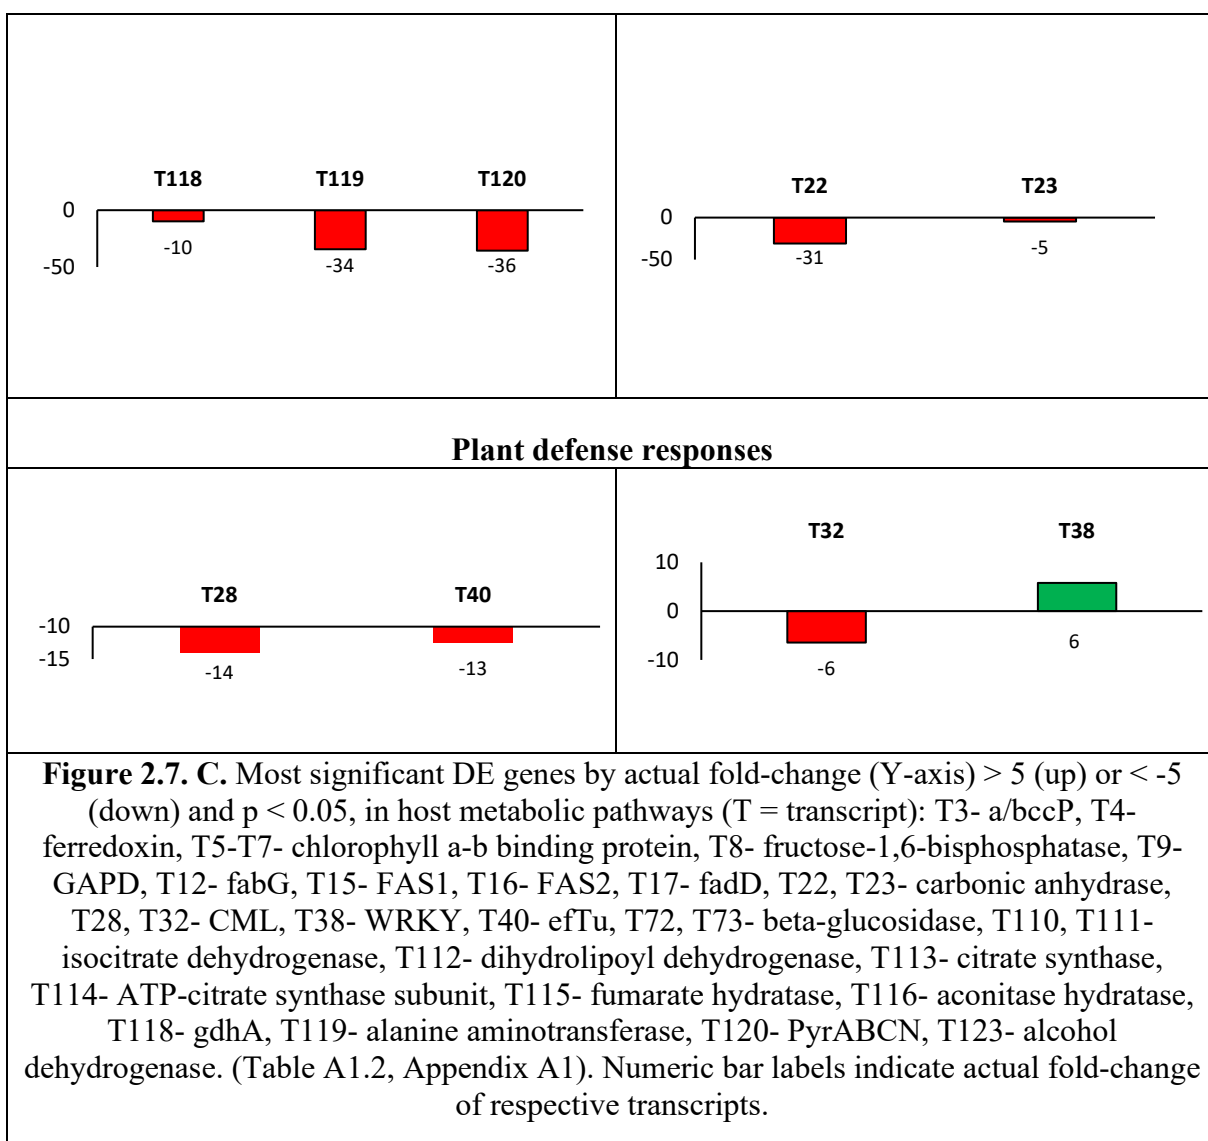 T118 T119 T120
0
-10
-50 -34 -36
T22 T23
0
-5
-50 -31
Plant defense responses
T28 T40
-10
-15
-14 -13
T32 T38
10
0
6
-10 -6
Figure 2.7. C. Most significant DE genes by actual fold-change (Y-axis) > 5 (up) or < -5
(down) and p < 0.05, in host metabolic pathways (T = transcript): T3- a/bccP, T4-
ferredoxin, T5-T7- chlorophyll a-b binding protein, T8- fructose-1,6-bisphosphatase, T9-
GAPD, T12- fabG, T15- FAS1, T16- FAS2, T17- fadD, T22, T23- carbonic anhydrase,
T28, T32- CML, T38- WRKY, T40- efTu, T72, T73- beta-glucosidase, T110, T111-
isocitrate dehydrogenase, T112- dihydrolipoyl dehydrogenase, T113- citrate synthase,
T114- ATP-citrate synthase subunit, T115- fumarate hydratase, T116- aconitase hydratase,
T118- gdhA, T119- alanine aminotransferase, T120- PyrABCN, T123- alcohol
dehydrogenase. (Table A1.2, Appendix A1). Numeric bar labels indicate actual fold-change
of respective transcripts.